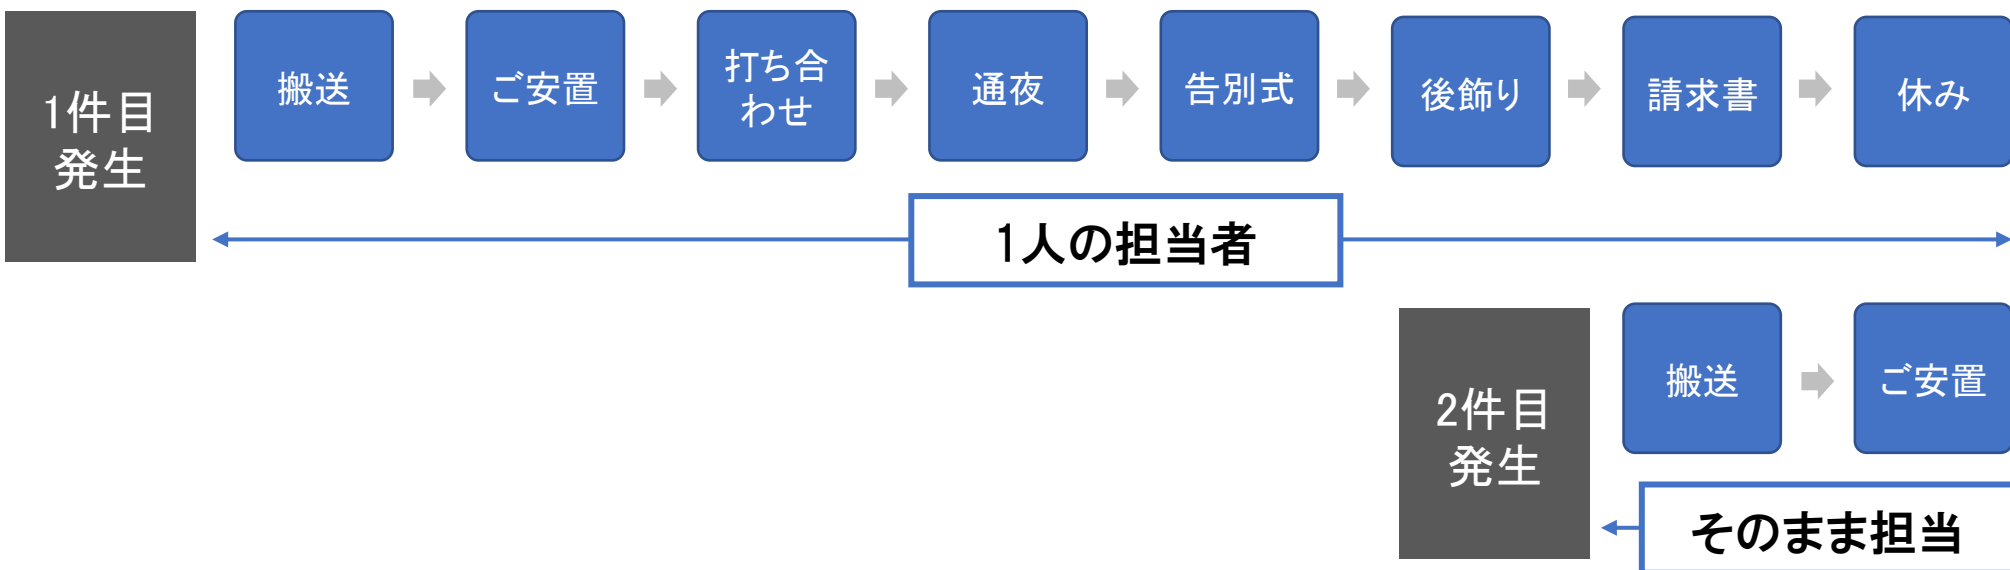 1件目
発生
搬送
ご安置
打ち合
わせ
通夜
告別式
後飾り
請求書
休み
1人の担当者
2件目
発生
搬送
ご安置
そのまま担当